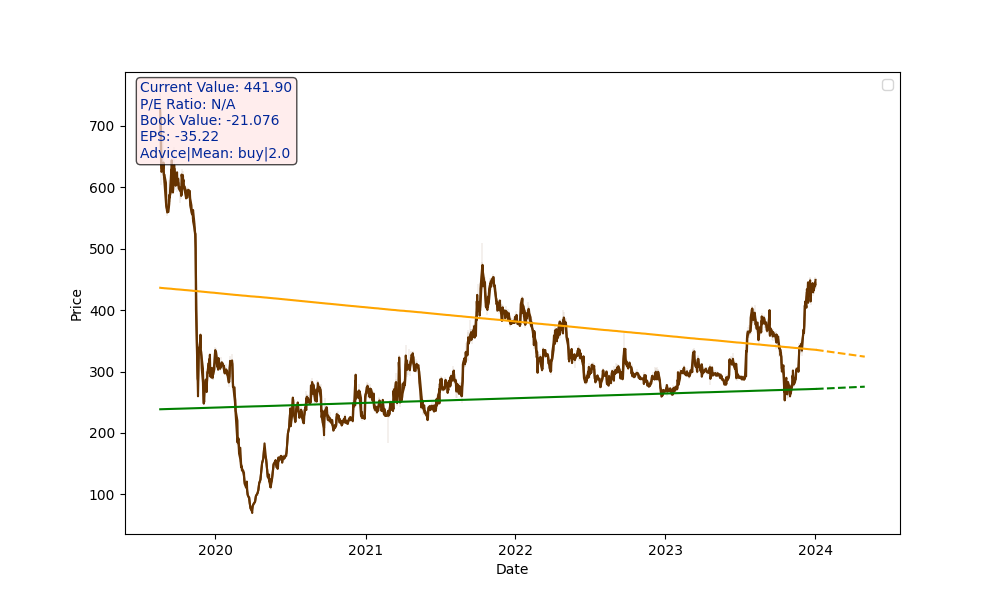 Current Value: 441.90
P/E Ratio: N/A
Book Value: -21.076
EPS: -35.22
Advice|Mean: buy|2.0
700
600
500
400
300
200
100
Price
2020 2021 2022 2023 2024
Date